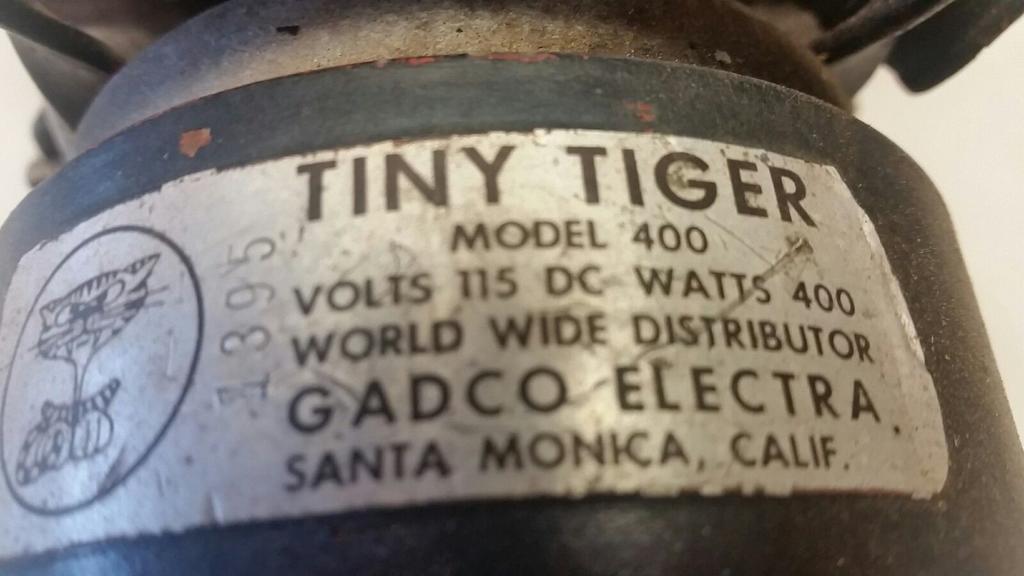 TINY TIGER
MODEL 400
VOLTS 115 DC WATTS 400
WORLD WIDE DISTRIBUTOR
GADCO ELECTRA.
SANTA MONICA, CALIF.
1395